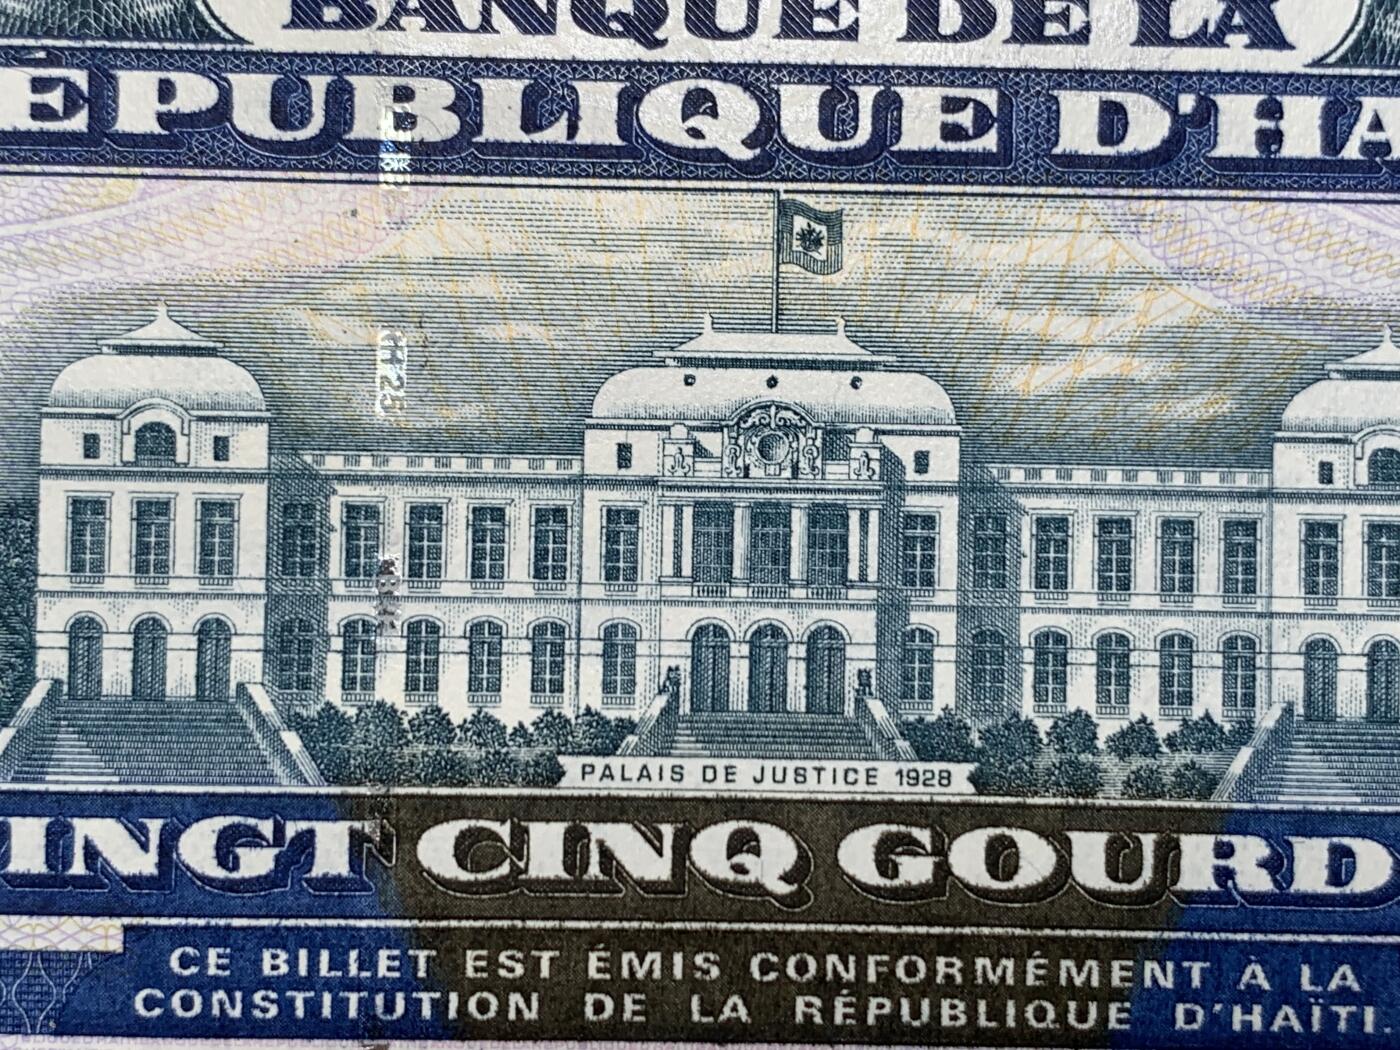 BANQUE DE LA
ÉPUBLIQUE D'HA
PALAIS DE JUSTICE 1928
INGT CINQ GOURD
CE BILLET EST ÉMIS CONFORMÉMENT À LA
CONSTITUTION DE LA RÉPUBLIQUE D'HAÏTI.